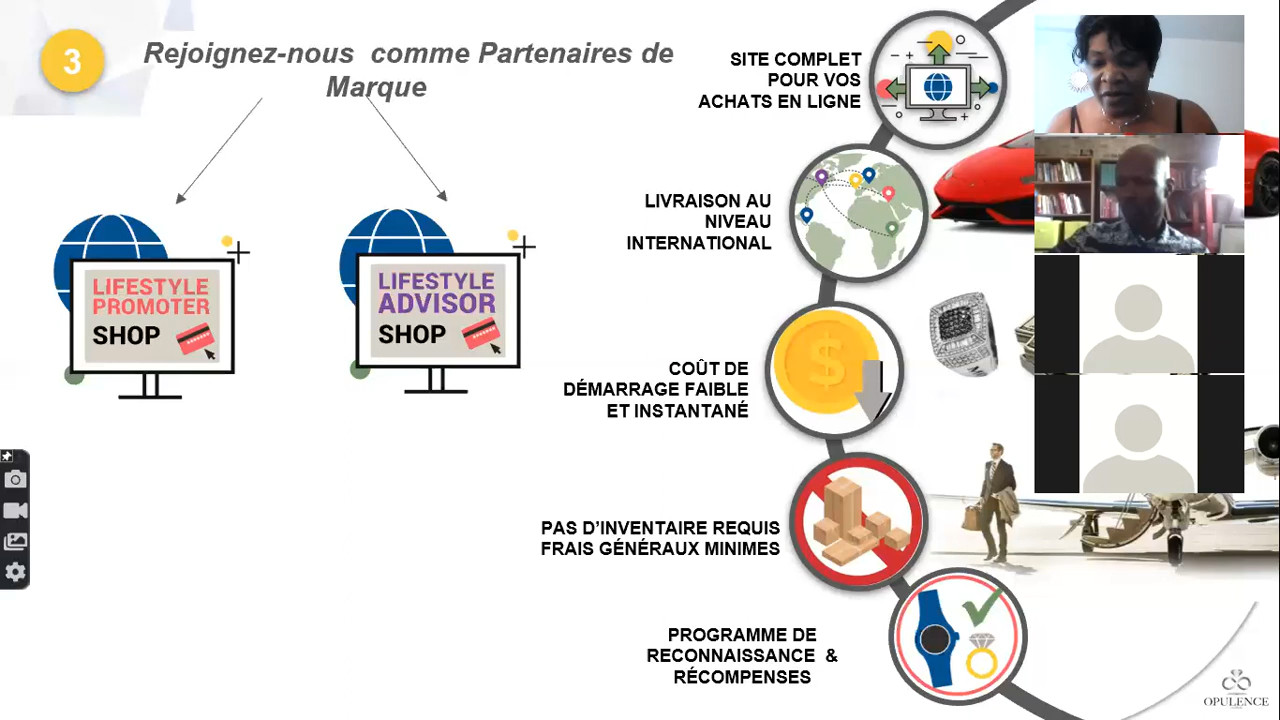 3
Rejoignez-nous comme Partenaires de
Marque
LIFESTYLE
PROMOTER
SHOP
LIFESTYLE
ADVISOR
SHOP
SITE COMPLET
POUR VOS
ACHATS EN LIGNE
LIVRAISON AU
NIVEAU
INTERNATIONAL
COÛT DE
DÉMARRAGE FAIBLE
ET INSTANTANÉ
$
PAS D’INVENTAIRE REQUIS
FRAIS GÉNÉRAUX MINIMES
PROGRAMME DE
RECONNAISSANCE &
RÉCOMPENSES
OPULENCE